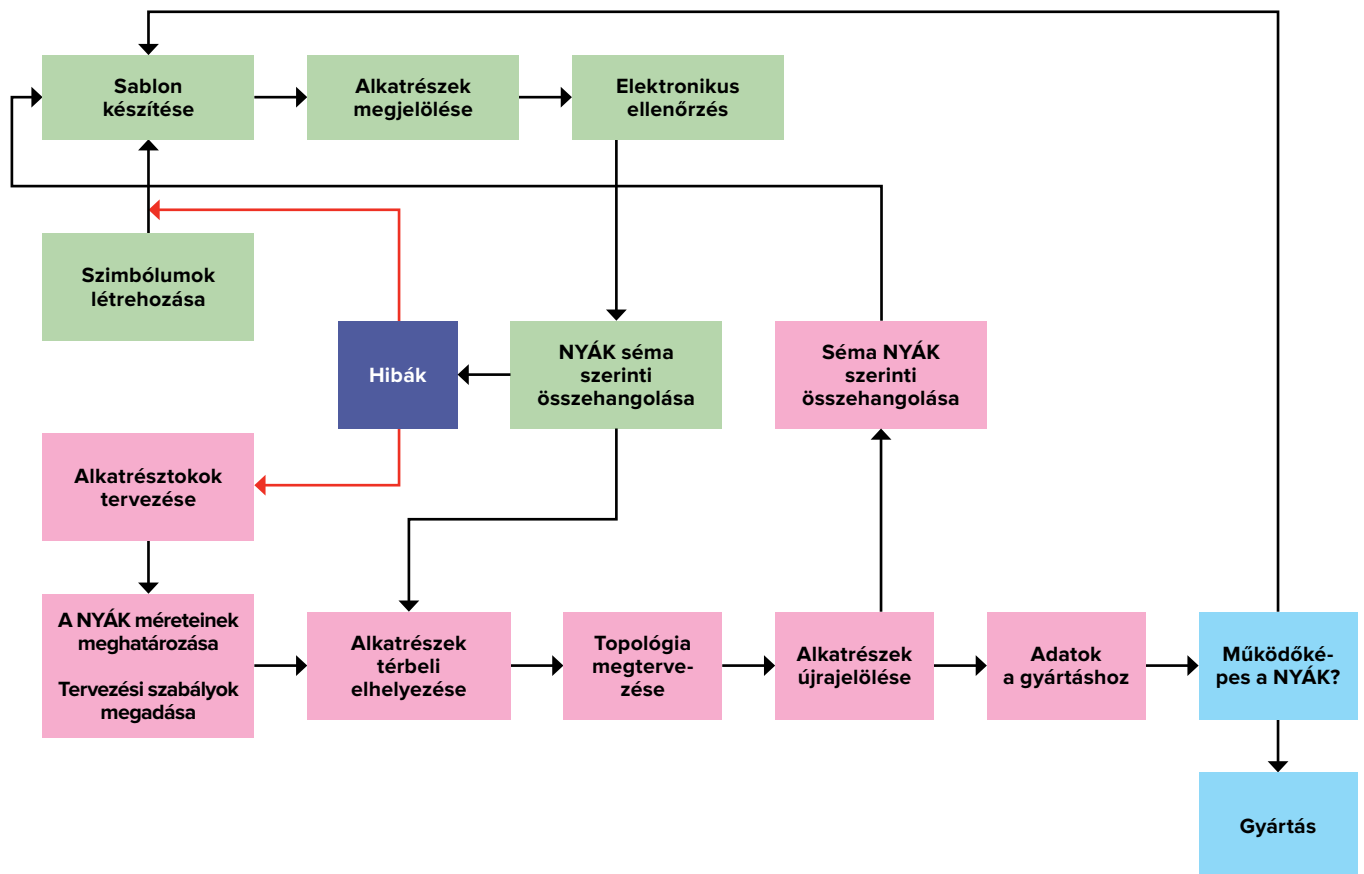 Sablon
készítése
Alkatrészek
megjelölése
Elektronikus
ellenőrzés
Szimbólumok
létrehozása
Hibák
NYÁK séma
szerinti
összehangolása
Séma NYÁK
szerinti
összehangolása
Alkatrésztokok
tervezése
A NYÁK méreteinek
meghatározása
Tervezési szabályok
megadása
Alkatrészek
térbeli
elhelyezése
Topológia
megterve-
zése
Alkatrészek
újrajelölése
Adatok
a gyártáshoz
Működőké-
pes a NYÁK?
Gyártás